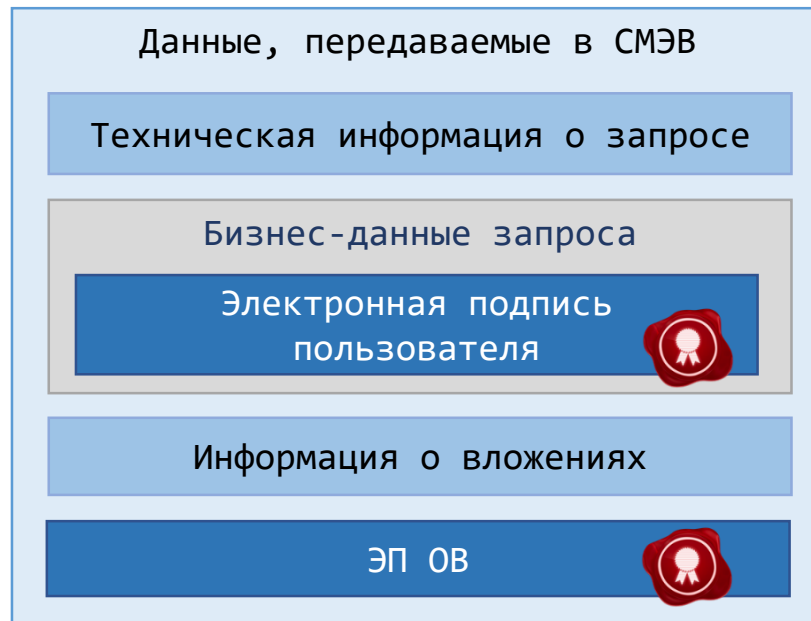 Данные, передаваемые в СМЭВ
Техническая информация о запросе
Бизнес-данные запроса
Электронная подпись
пользователя
Информация о вложениях
ЭП ОВ